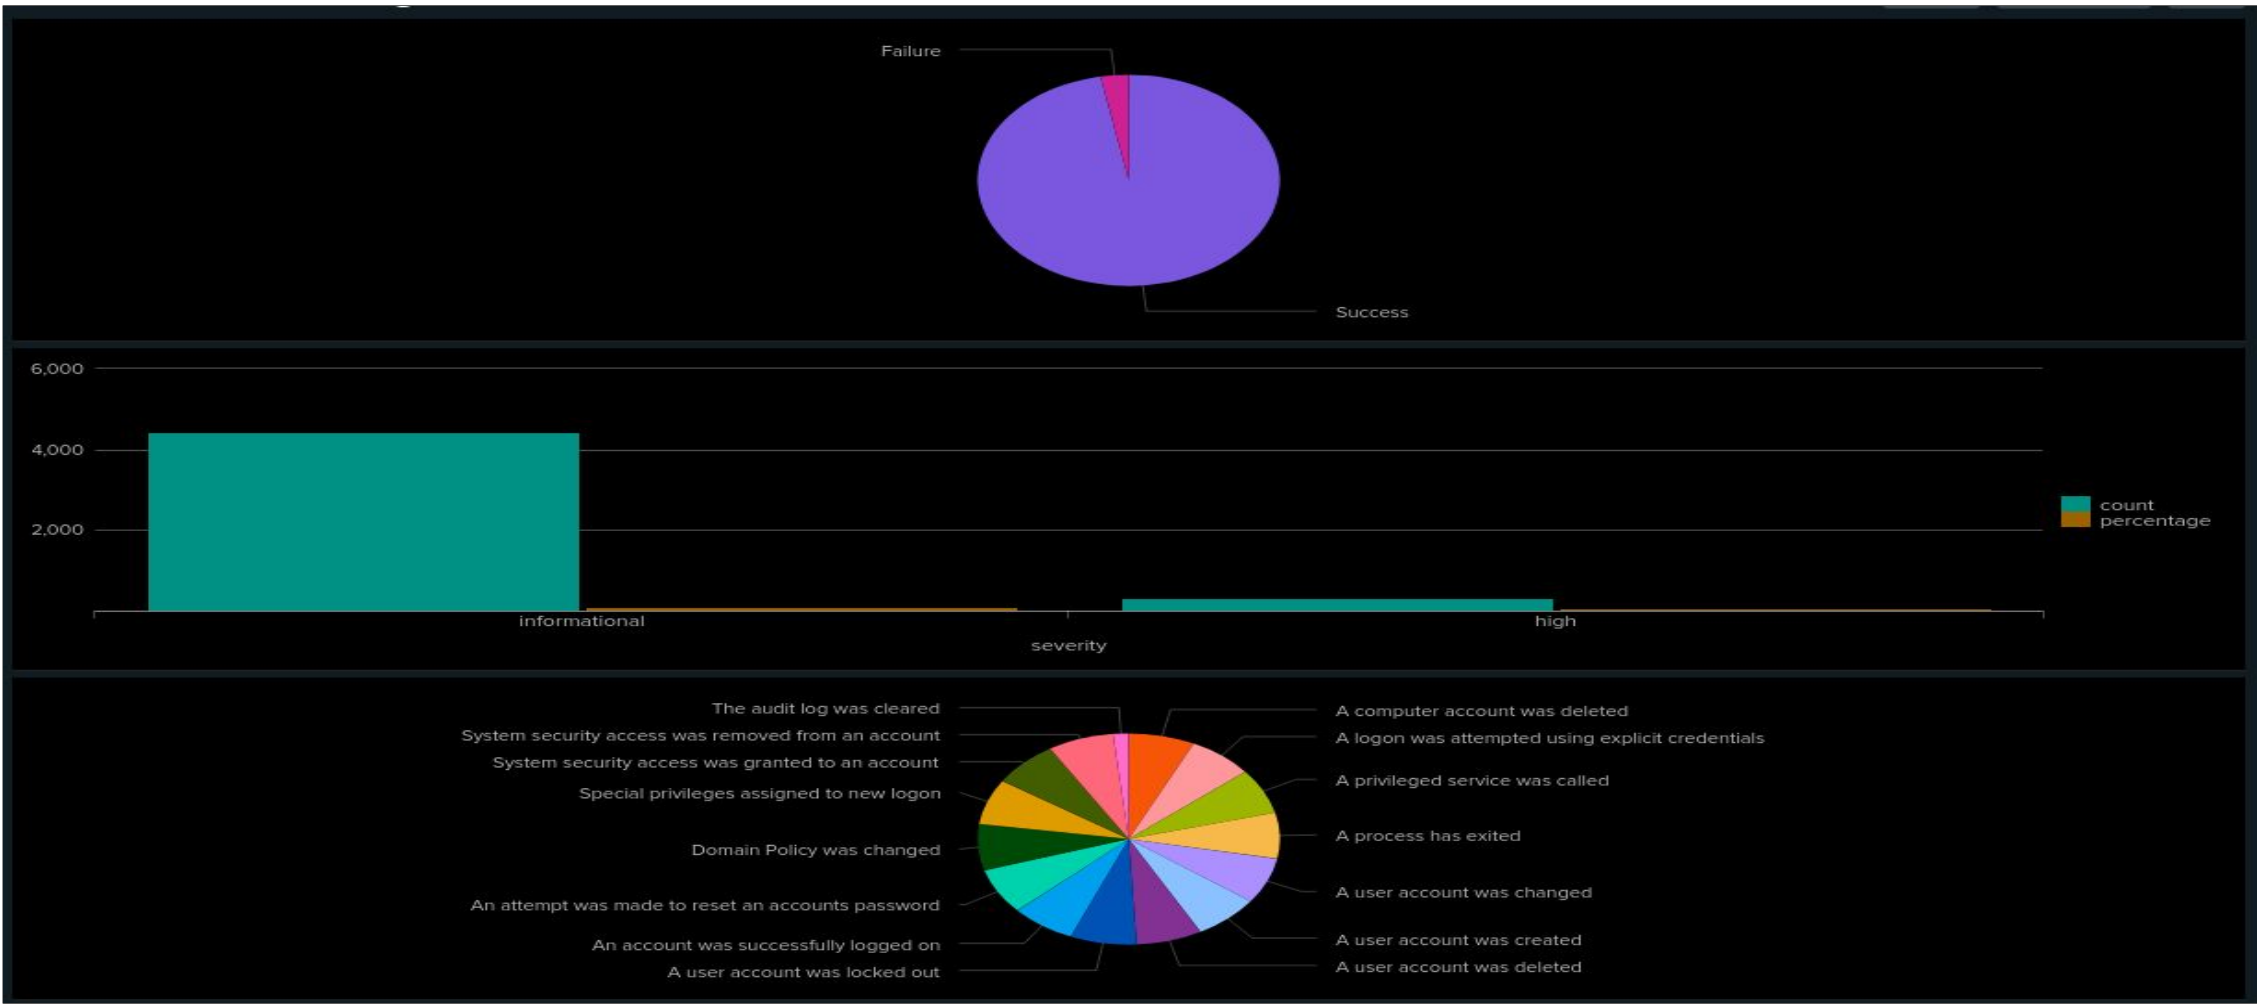 Failure
Success
6,000
4,000
2,000
count
percentage
informational
high
severity
The audit log was cleared
System security access was removed from an account
System security access was granted to an account
Special privileges assigned to new logon
Domain Policy was changed
An attempt was made to reset an accounts password
An account was successfully logged on
A user account was locked out
A computer account was deleted
A logon was attempted using explicit credentials
A privileged service was called
A process has exited
A user account was changed
A user account was created
A user account was deleted